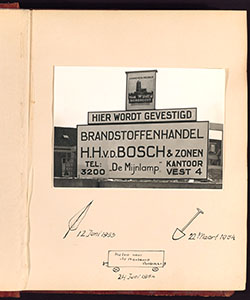 HIER WORDT GEVESTIGD
BRANDSTOFFENHANDEL
H.H.v.D. BOSCH & ZONEN
TEL: 3200 „De Mijnlamp." KANTOOR VEST 4
12 Juni 1953
22 Maart 1954
24 Juni 1954